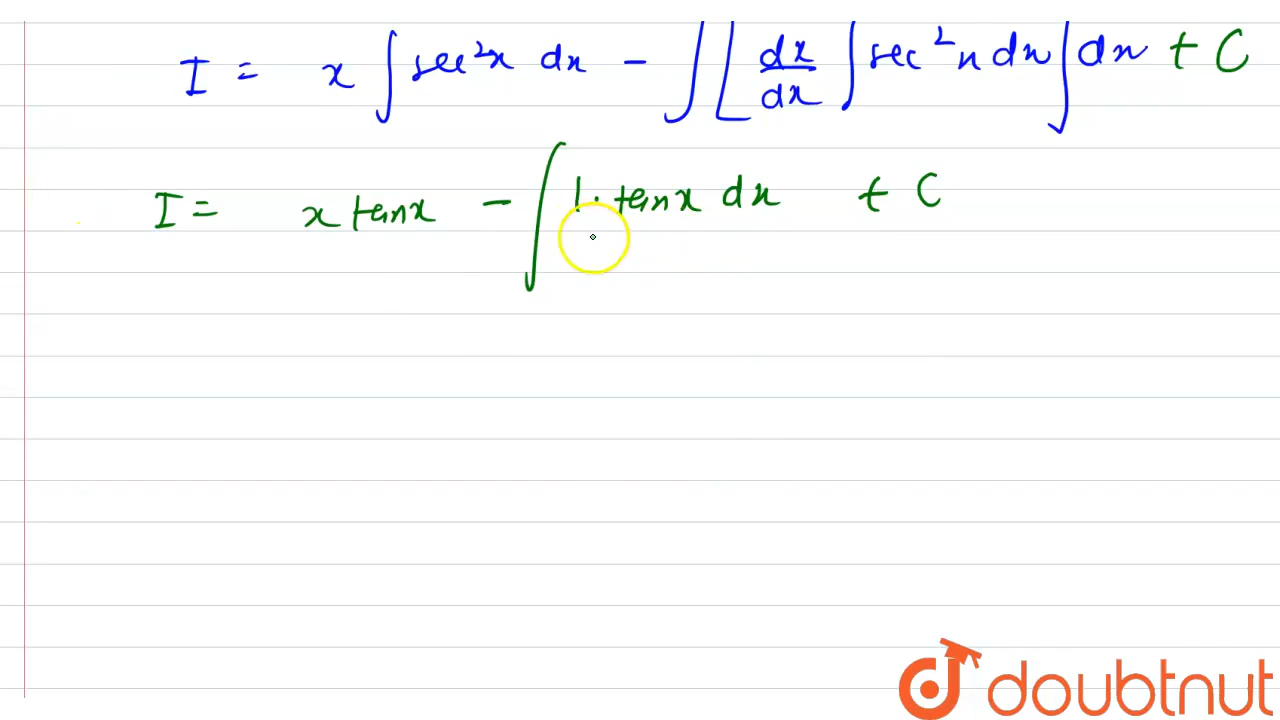 I = x ∫ sec²x dx − ∫ [ dx/dx ∫ sec²x dx ] dx + C
I = x tanx − ∫ 1. tanx dx + C
doubtnut